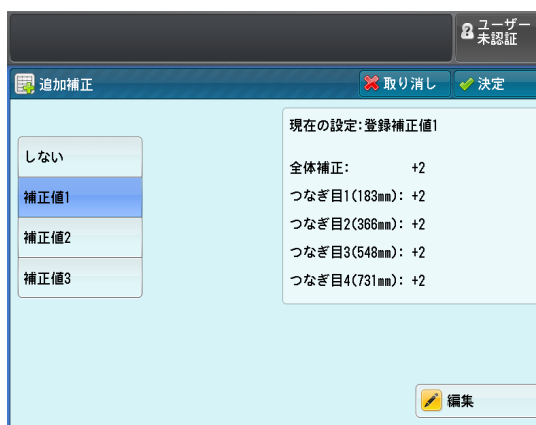 ユーザー
未認証
追加補正
取り消し
決定
現在の設定:登録補正値1
しない
補正値1
補正値2
補正値3
全体補正: +2
つなぎ目1(183mm): +2
つなぎ目2(366mm): +2
つなぎ目3(548mm): +2
つなぎ目4(731mm): +2
編集